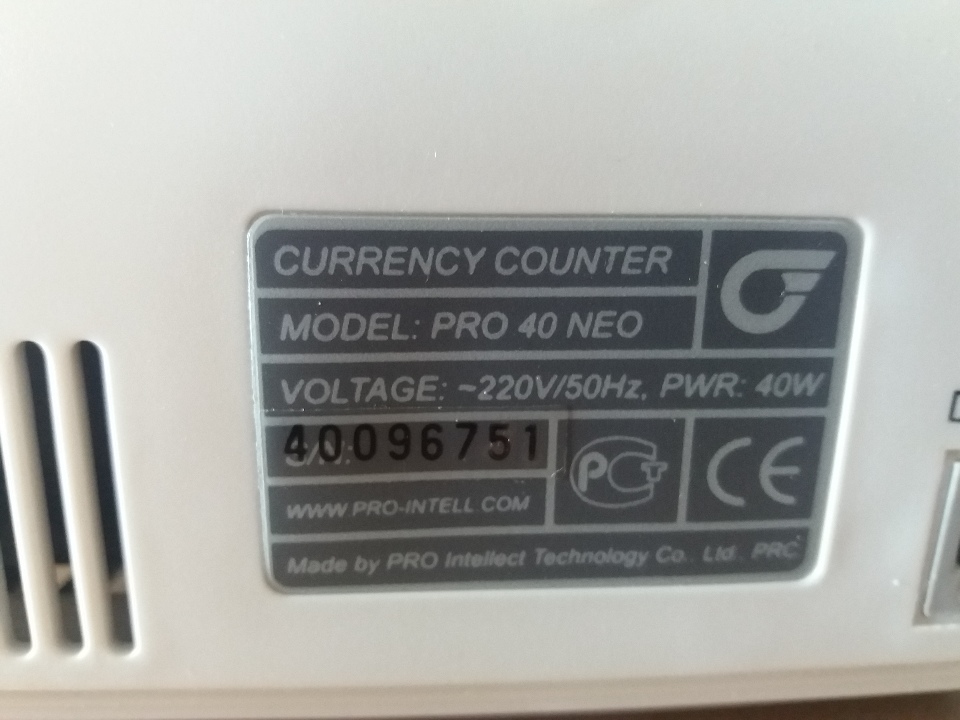 CURRENCY COUNTER
MODEL: PRO 40 NEO
VOLTAGE: ~220V/50Hz, PWR: 40W
S/N: 40096751
WWW.PRO-INTELL.COM
PCT
CE
Made by PRO Intellect Technology Co., Ltd. PRC